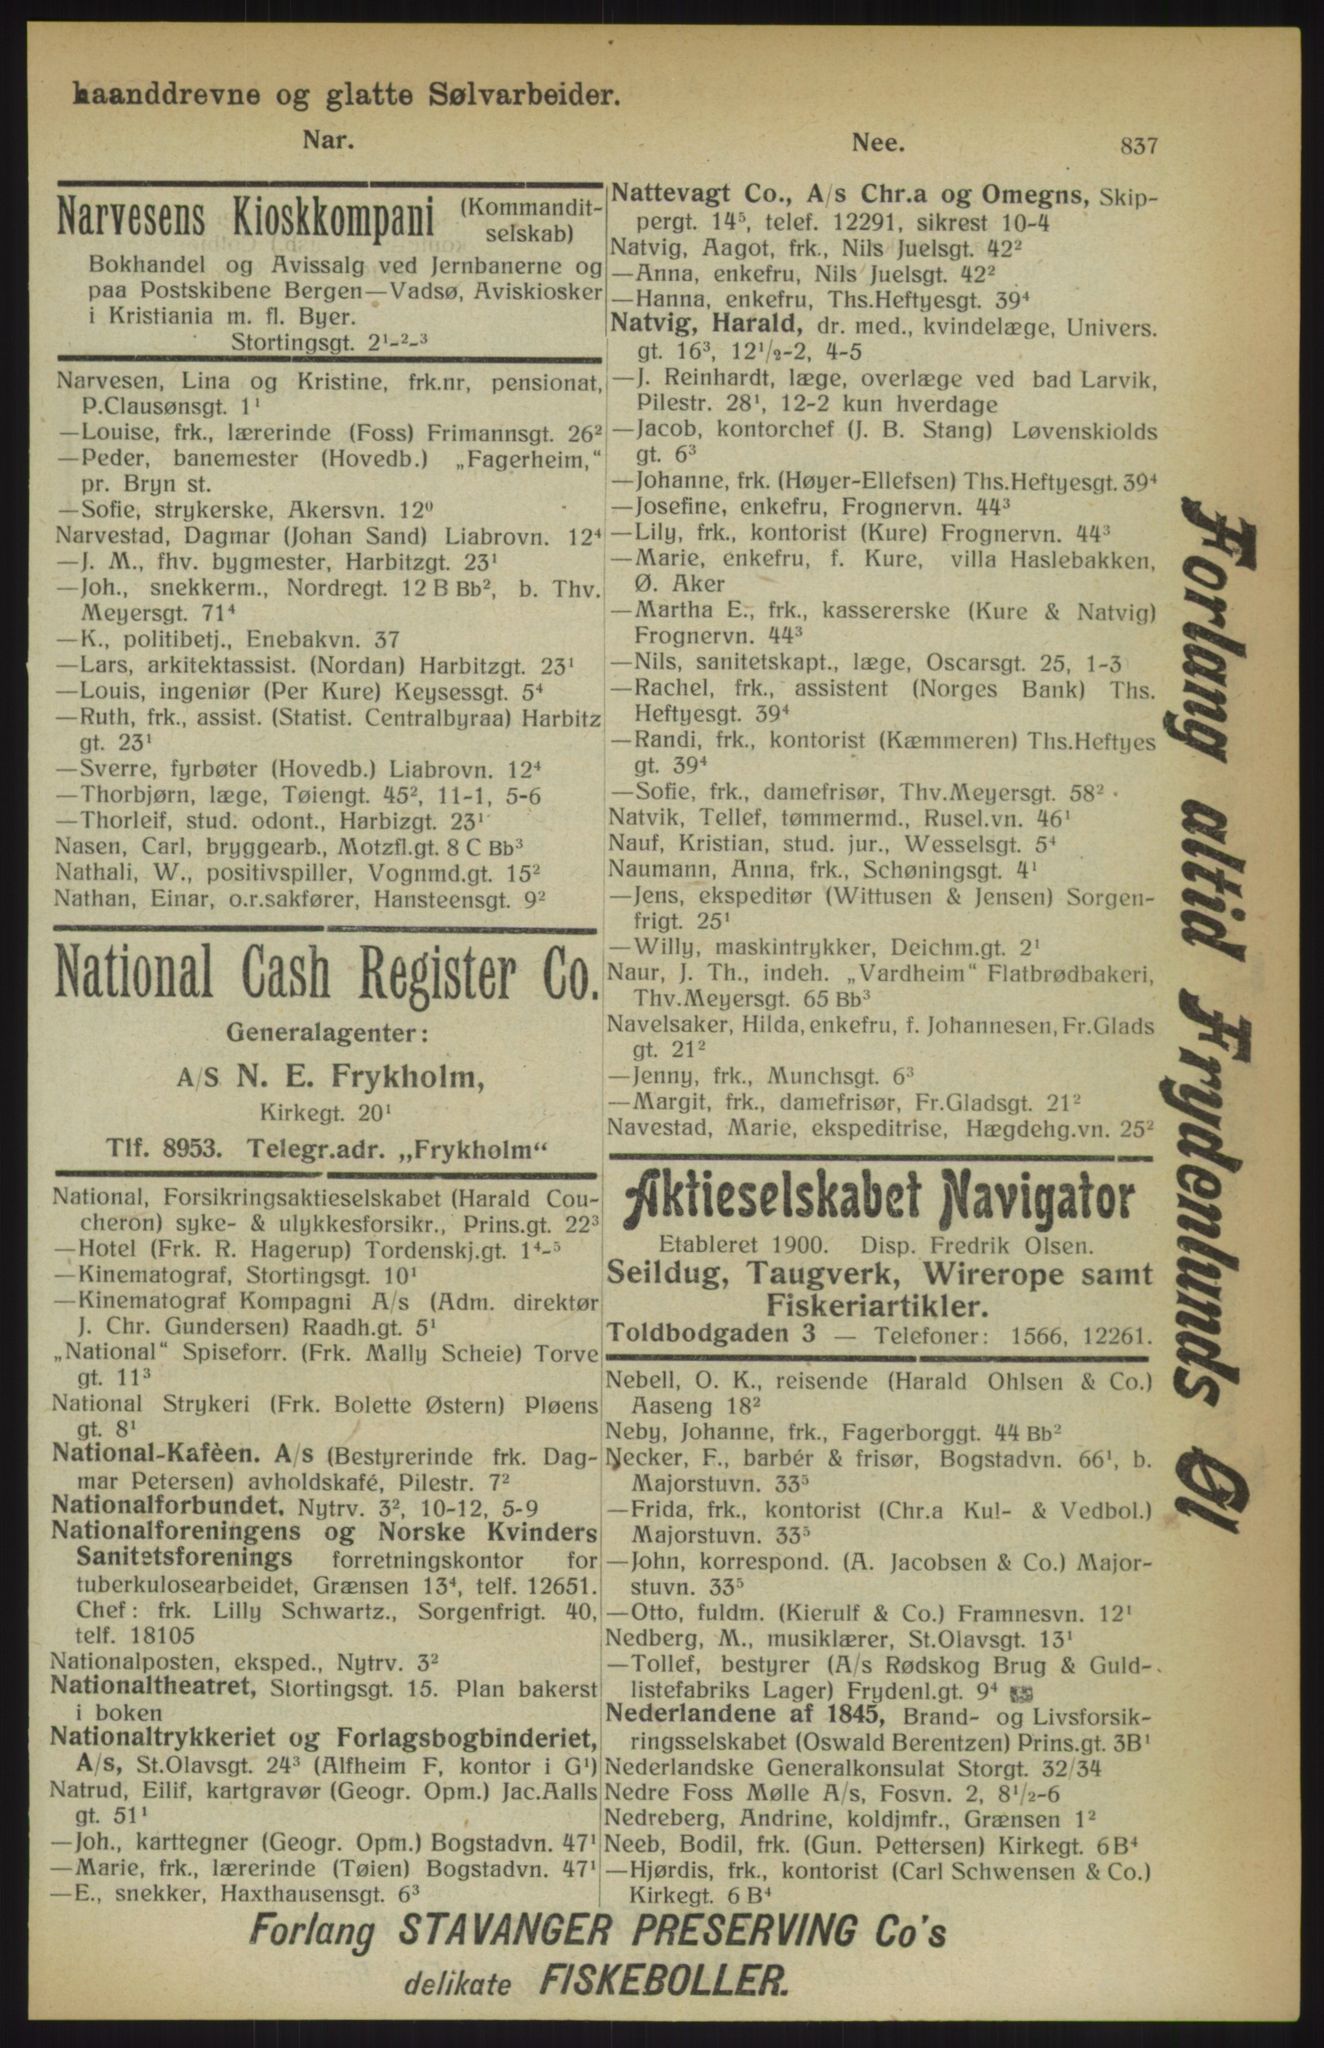 haanddrevne og glatte Sølvarbeider.
Nar.
Nee.
837
Narvesens Kioskkompani (Kommandit-
selskab)
Bokhandel og Avissalg ved Jernbanerne og
paa Postskibene Bergen—Vadsø, Aviskiosker
i Kristiania m. fl. Byer.
Stortingsgt. 2¹-²-³
Narvesen, Lina og Kristine, frk.nr, pensionat,
P.Clausønsgt. 1¹
—Louise, frk., lærerinde (Foss) Frimannsgt. 26²
—Peder, banemester (Hovedb.) „Fagerheim,“
pr. Bryn st.
—Sofie, strykerske, Akersvn. 12⁰
Narvestad, Dagmar (Johan Sand) Liabrovn. 12⁴
—J. M., fhv. bygmester, Harbitzgt. 23¹
—Joh., snekkerm., Nordregt. 12 B Bb², b. Thv.
Meyersgt. 71⁴
—K., politibetj., Enebakvn. 37
—Lars, arkitektassist. (Nordan) Harbitzgt. 23¹
—Louis, ingeniør (Per Kure) Keysessgt. 5⁴
—Ruth, frk., assist. (Statist. Centralbyraa) Harbitz
gt. 23¹
—Sverre, fyrbøter (Hovedb.) Liabrovn. 12⁴
—Thorbjørn, læge, Tøiengt. 45², 11-1, 5-6
—Thorleif, stud. odont., Harbizgt. 23¹
Nasen, Carl, bryggearb., Motzfl.gt. 8 C Bb³
Nathali, W., positivspiller, Vognmd.gt. 15²
Nathan, Einar, o.r.sakfører, Hansteensgt. 9²
National Cash Register Co.
Generalagenter:
A/S N. E. Frykholm,
Kirkegt. 20¹
Tlf. 8953. Telegr.adr. „Frykholm“
National, Forsikringsaktieselskabet (Harald Cou-
cheron) syke- & ulykkesforsikr., Prins.gt. 22³
—Hotel (Frk. R. Hagerup) Tordenskj.gt. 1⁴-⁵
—Kinematograf, Stortingsgt. 10¹
—Kinematograf Kompagni A/s (Adm. direktør
J. Chr. Gundersen) Raadh.gt. 5¹
„National“ Spiseforr. (Frk. Mally Scheie) Torve
gt. 11³
National Strykeri (Frk. Bolette Østern) Pløens
gt. 8¹
National-Kafèen. A/s (Bestyrerinde frk. Dag-
mar Petersen) avholdskafé, Pilestr. 7²
Nationalforbundet. Nytrv. 3², 10-12, 5-9
Nationalforeningens og Norske Kvinders
Sanitetsforenings forretningskontor for
tuberkulosearbeidet, Grænsen 13⁴, telf. 12651.
Chef: frk. Lilly Schwartz., Sorgenfrigt. 40,
telf. 18105
Nationalposten, eksped., Nytrv. 3²
Nationaltheatret, Stortingsgt. 15. Plan bakerst
i boken
Nationaltrykkeriet og Forlagsbogbinderiet,
A/s, St.Olavsgt. 24³ (Alfheim F, kontor i G¹)
Natrud, Eilif, kartgravør (Geogr. Opm.) Jac.Aalls
gt. 51¹
—Joh., karttegner (Geogr. Opm.) Bogstadvn. 47¹
—Marie, frk., lærerinde (Tøien) Bogstadvn. 47¹
—E., snekker, Haxthausensgt. 6³
Nattevagt Co., A/s Chr.a og Omegns, Skip-
pergt. 14⁵, telef. 12291, sikrest 10-4
Natvig, Aagot, frk., Nils Juelsgt. 42²
—Anna, enkefru, Nils Juelsgt. 42²
—Hanna, enkefru, Ths.Heftyesgt. 39⁴
Natvig, Harald, dr. med., kvindelæge, Univers.
gt. 16³, 12¹/₂-2, 4-5
—J. Reinhardt, læge, overlæge ved bad Larvik,
Pilestr. 28¹, 12-2 kun hverdage
—Jacob, kontorchef (J. B. Stang) Løvenskiolds
gt. 6³
—Johanne, frk. (Høyer-Ellefsen) Ths.Heftyesgt. 39⁴
—Josefine, enkefru, Frognervn. 44³
—Lily, frk., kontorist (Kure) Frognervn. 44³
—Marie, enkefru, f. Kure, villa Haslebakken,
Ø. Aker
—Martha E., frk., kassererske (Kure & Natvig)
Frognervn. 44³
—Nils, sanitetskapt., læge, Oscarsgt. 25, 1-3
—Rachel, frk., assistent (Norges Bank) Ths.
Heftyesgt. 39⁴
—Randi, frk., kontorist (Kæmmeren) Ths.Heftyes
gt. 39⁴
—Sofie, frk., damefrisør, Thv.Meyersgt. 58²
Natvik, Tellef, tømmermd., Rusel.vn. 46¹
Nauf, Kristian, stud. jur., Wesselsgt. 5⁴
Naumann, Anna, frk., Schøningsgt. 4¹
—Jens, ekspeditør (Wittusen & Jensen) Sorgen-
frigt. 25¹
—Willy, maskintrykker, Deichm.gt. 2¹
Naur, J. Th., indeh. „Vardheim“ Flatbrødbakeri,
Thv.Meyersgt. 65 Bb³
Navelsaker, Hilda, enkefru, f. Johannesen, Fr.Glads
gt. 21²
—Jenny, frk., Munchsgt. 6³
—Margit, frk., damefrisør, Fr.Gladsgt. 21²
Navestad, Marie, ekspeditrise, Hægdehg.vn. 25²
Aktieselskabet Navigator
Etableret 1900. Disp. Fredrik Olsen.
Seildug, Taugverk, Wirerope samt
Fiskeriartikler.
Toldbodgaden 3 — Telefoner: 1566, 12261.
Nebell, O. K., reisende (Harald Ohlsen & Co.)
Aaseng 18²
Neby, Johanne, frk., Fagerborggt. 44 Bb²
Necker, F., barbér & frisør, Bogstadvn. 66¹, b.
Majorstuvn. 33⁵
—Frida, frk., kontorist (Chr.a Kul- & Vedbol.)
Majorstuvn. 33⁵
—John, korrespond. (A. Jacobsen & Co.) Major-
stuvn. 33⁵
—Otto, fuldm. (Kierulf & Co.) Framnesvn. 12¹
Nedberg, M., musiklærer, St.Olavsgt. 13¹
—Tollef, bestyrer (A/s Rødskog Brug & Guld-
listefabriks Lager) Frydenl.gt. 9⁴
Nederlandene af 1845, Brand- og Livsforsik-
ringsselskabet (Oswald Berentzen) Prins.gt. 3B¹
Nederlandske Generalkonsulat Storgt. 32/34
Nedre Foss Mølle A/s, Fosvn. 2, 8¹/₂-6
Nedreberg, Andrine, koldjmfr., Grænsen 1²
Neeb, Bodil, frk. (Gun. Pettersen) Kirkegt. 6 B⁴
—Hjørdis, frk., kontorist (Carl Schwensen & Co.)
Kirkegt. 6 B⁴
Forlang altid Frydenlunds Øl
Forlang STAVANGER PRESERVING Co's
delikate FISKEBOLLER.